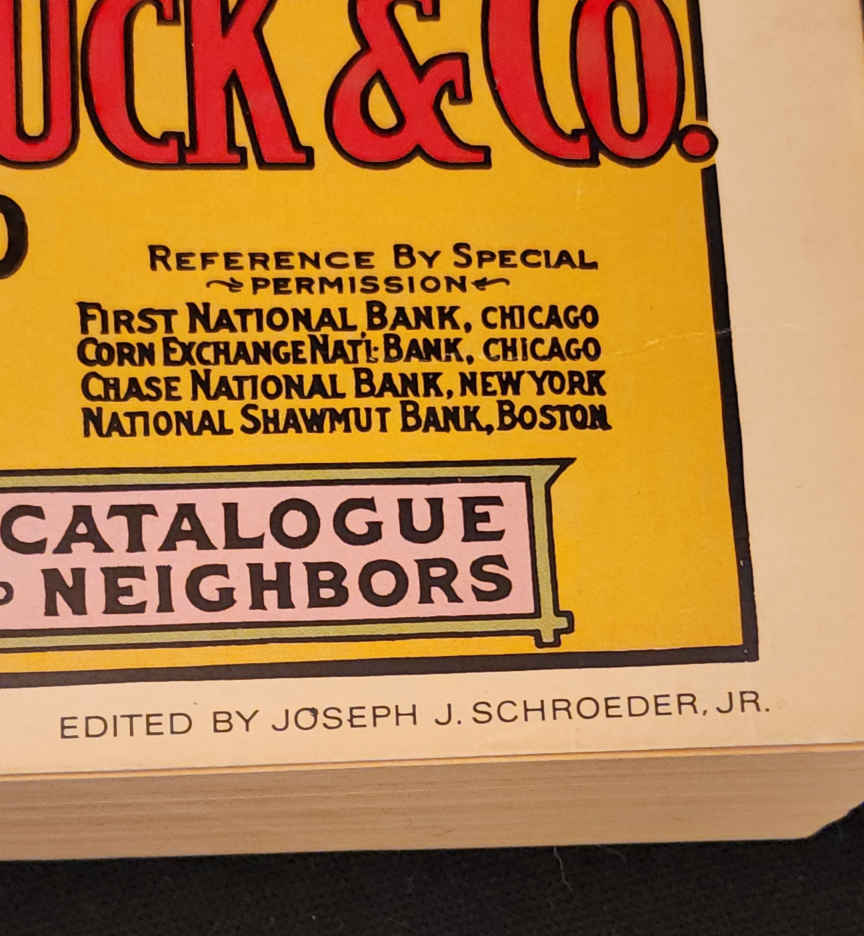 UCK & CO.
REFERENCE BY SPECIAL
PERMISSION
FIRST NATIONAL BANK, CHICAGO
CORN EXCHANGE NAT'L BANK, CHICAGO
CHASE NATIONAL BANK, NEW YORK
NATIONAL SHAWMUT BANK, BOSTON
CATALOGUE
NEIGHBORS
EDITED BY JOSEPH J. SCHROEDER, JR.